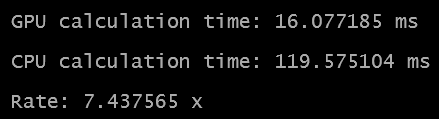 GPU calculation time: 16.077185 ms
CPU calculation time: 119.575104 ms
Rate: 7.437565 x